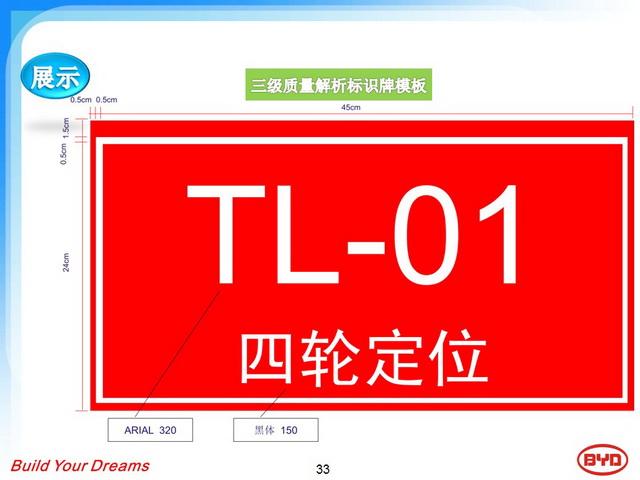 展示
三级质量解析标识牌模板
0.5cm 0.5cm
45cm
1.5cm
0.5cm
24cm
TL-01
四轮定位
ARIAL 320
黑体 150
Build Your Dreams
33
BYD